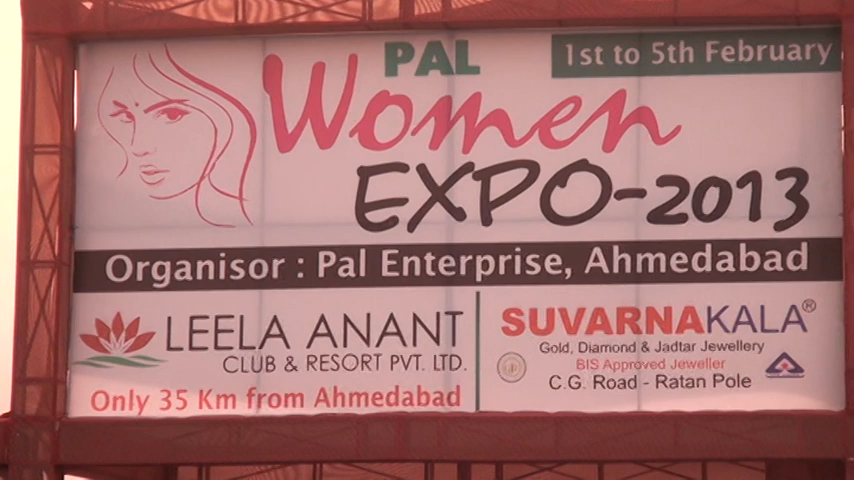 PAL
1st to 5th February
Women
EXPO-2013
Organisor : Pal Enterprise, Ahmedabad
LEELA ANANT
CLUB & RESORT PVT. LTD.
Only 35 Km from Ahmedabad
SUVARNAKALA®
Gold, Diamond & Jadtar Jewellery
BIS Approved Jeweller
C.G. Road - Ratan Pole